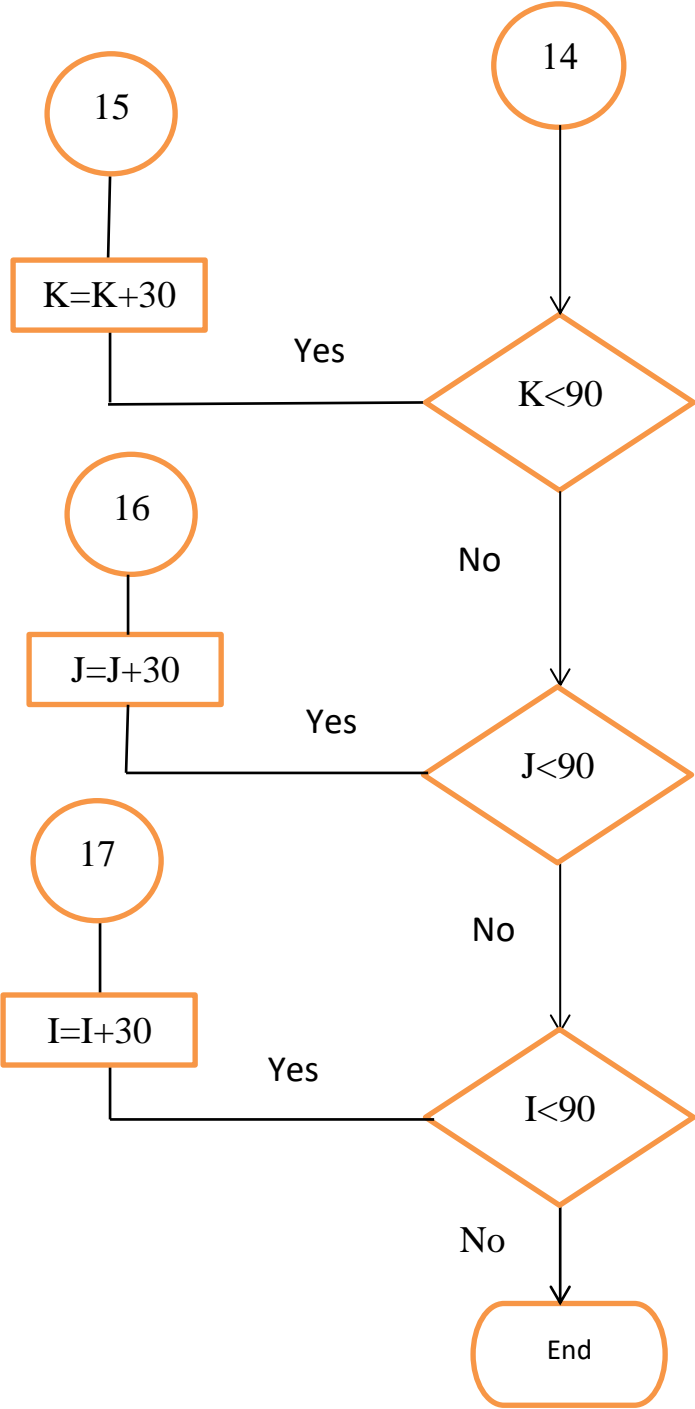 14
15
K=K+30
Yes
K<90
No
16
J=J+30
Yes
J<90
No
17
I=I+30
Yes
I<90
No
End